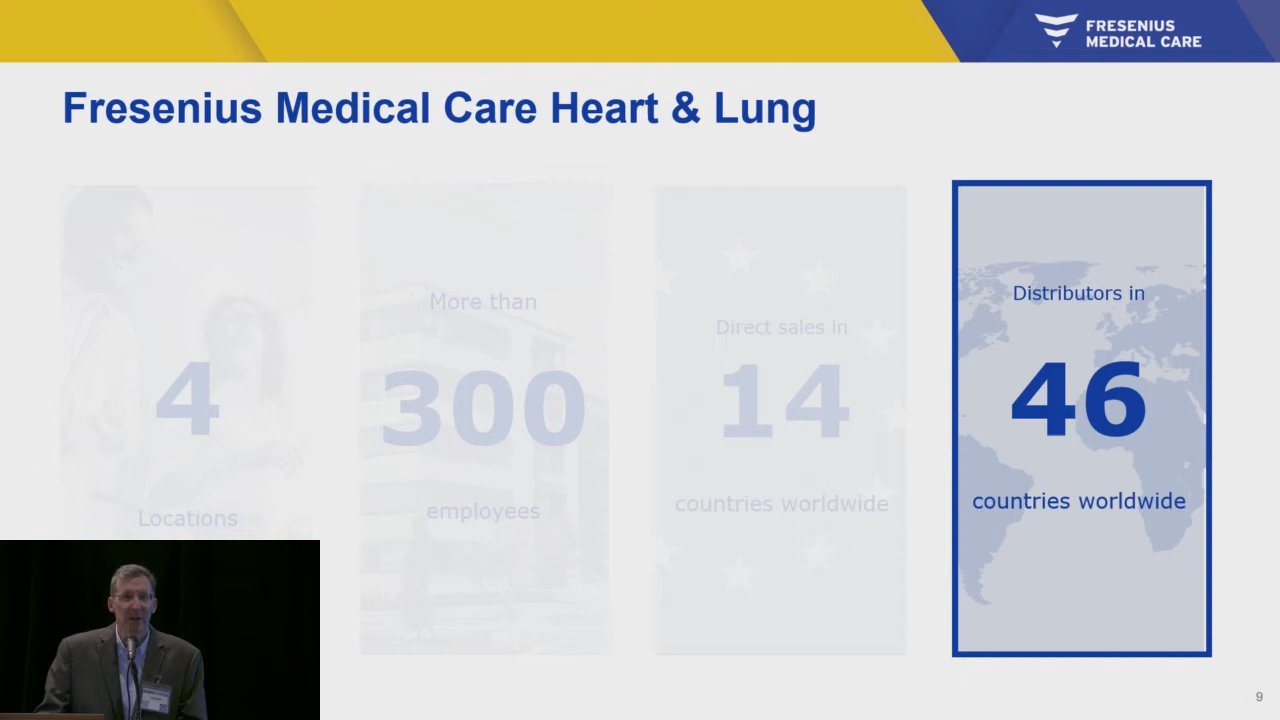 FRESENIUS
MEDICAL CARE
Fresenius Medical Care Heart & Lung
4
Locations
More than
300
employees
Direct sales in
14
countries worldwide
Distributors in
46
countries worldwide
9